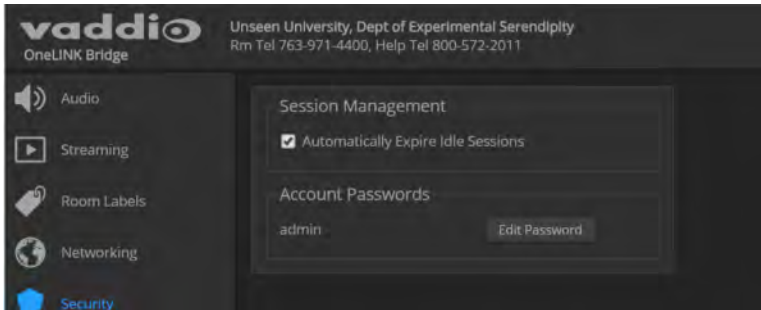 vaddio
OneLINK Bridge
Unseen University, Dept of Experimental Serendipity
Rm Tel 763-971-4400, Help Tel 800-572-2011
Audio
Streaming
Room Labels
Networking
Security
Session Management
Automatically Expire Idle Sessions
Account Passwords
admin Edit Password